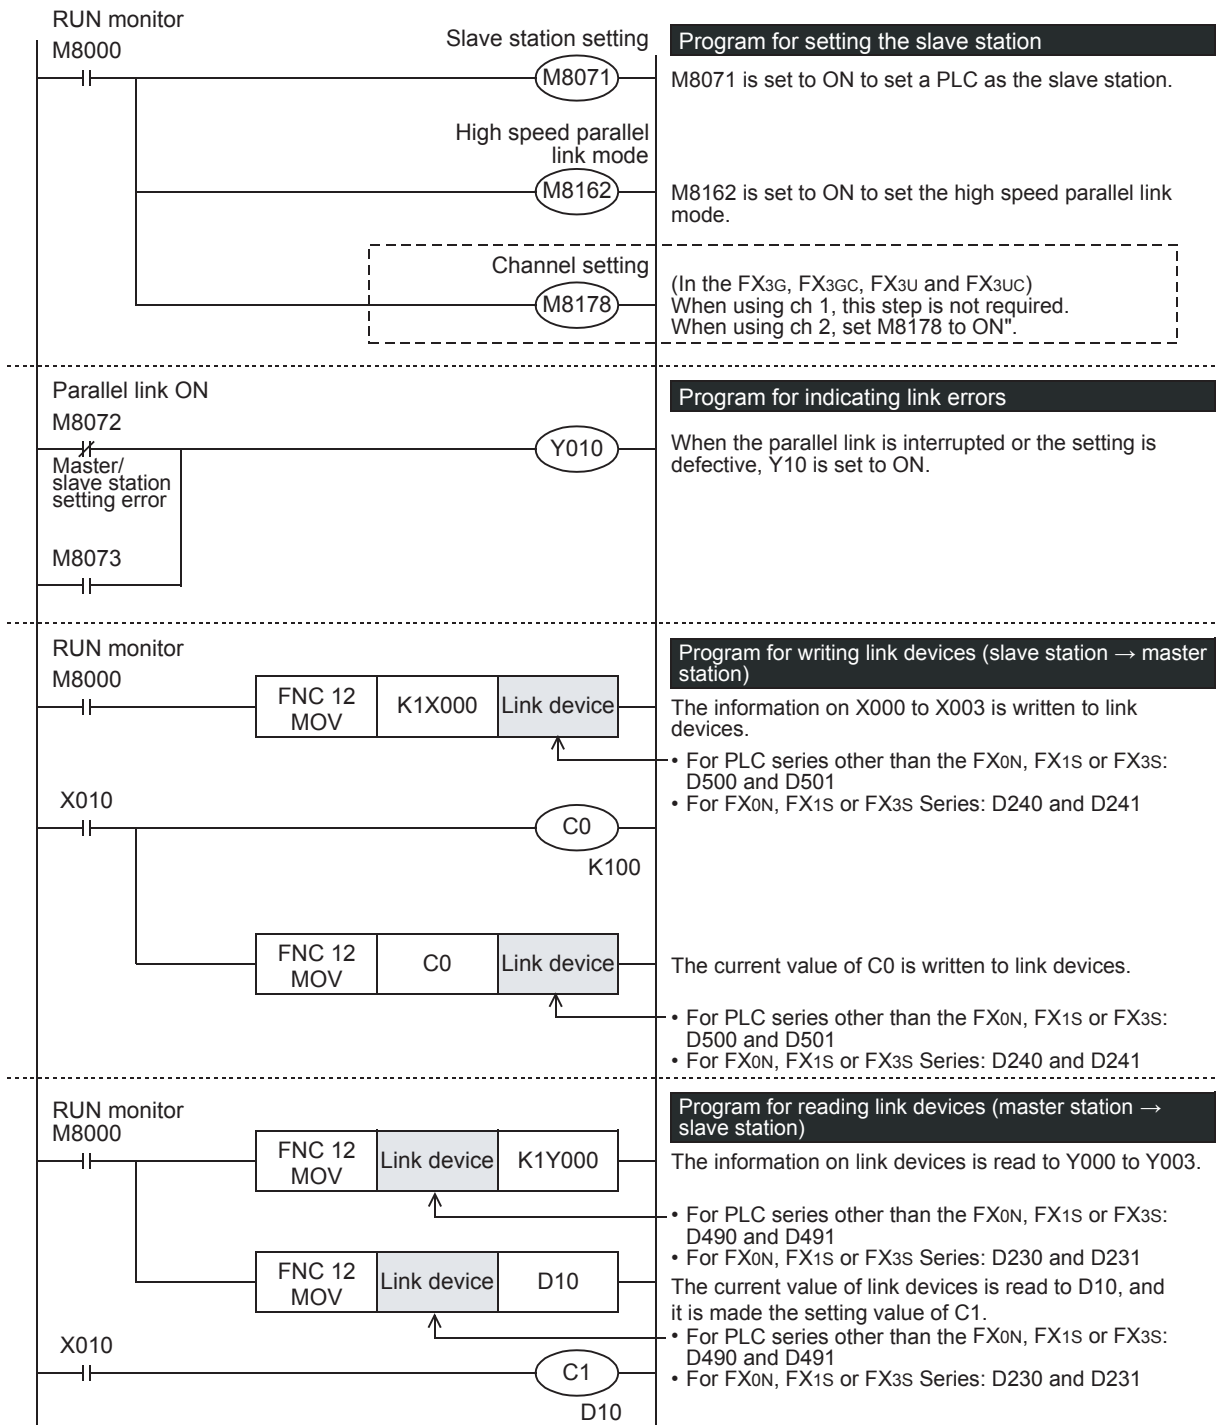 RUN monitor
M8000
Slave station setting
M8071
Program for setting the slave station
M8071 is set to ON to set a PLC as the slave station.
High speed parallel
link mode
M8162
M8162 is set to ON to set the high speed parallel link
mode.
Channel setting
M8178
(In the FX3G, FX3GC, FX3U and FX3UC)
When using ch 1, this step is not required.
When using ch 2, set M8178 to ON".
Parallel link ON
M8072
Y010
Master/
slave station
setting error
M8073
Program for indicating link errors
When the parallel link is interrupted or the setting is
defective, Y10 is set to ON.
RUN monitor
M8000
FNC 12
MOV
K1X000
Link device
Program for writing link devices (slave station → master
station)
The information on X000 to X003 is written to link
devices.
• For PLC series other than the FX0N, FX1S or FX3S:
D500 and D501
• For FX0N, FX1S or FX3S Series: D240 and D241
X010
C0
K100
FNC 12
MOV
C0
Link device
The current value of C0 is written to link devices.
• For PLC series other than the FX0N, FX1S or FX3S:
D500 and D501
• For FX0N, FX1S or FX3S Series: D240 and D241
RUN monitor
M8000
FNC 12
MOV
Link device
K1Y000
Program for reading link devices (master station →
slave station)
The information on link devices is read to Y000 to Y003.
• For PLC series other than the FX0N, FX1S or FX3S:
D490 and D491
• For FX0N, FX1S or FX3S Series: D230 and D231
FNC 12
MOV
Link device
D10
The current value of link devices is read to D10, and
it is made the setting value of C1.
• For PLC series other than the FX0N, FX1S or FX3S:
D490 and D491
• For FX0N, FX1S or FX3S Series: D230 and D231
X010
C1
D10